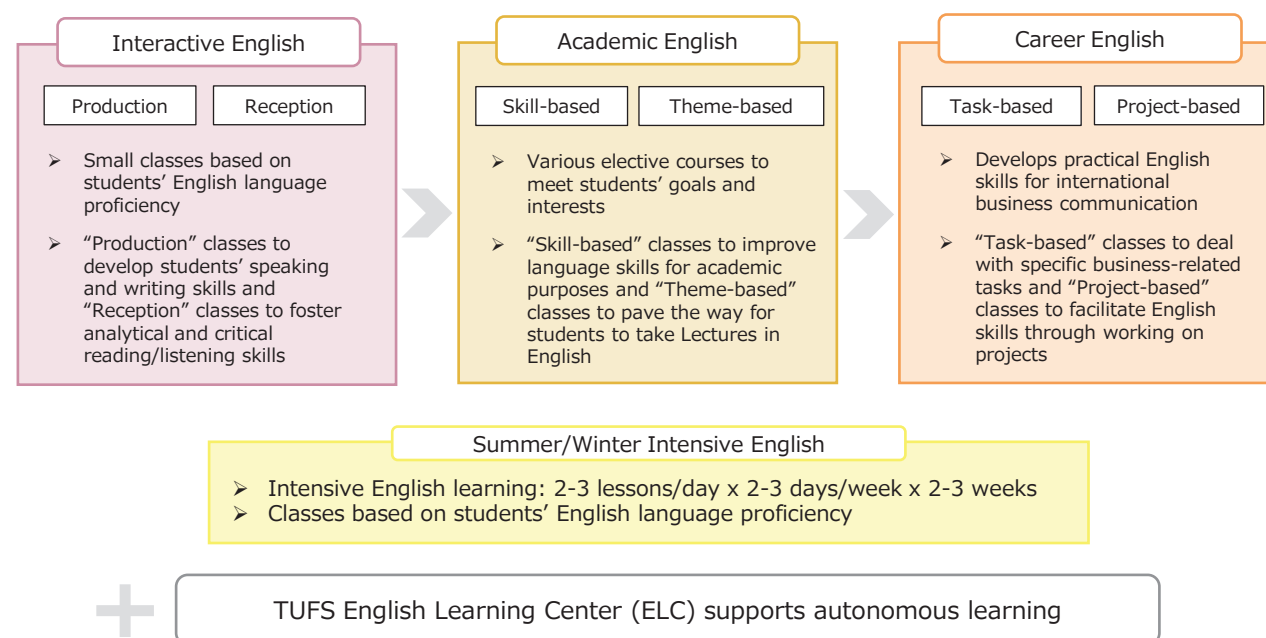 Interactive English
Production
Reception
➢ Small classes based on
students’ English language
proficiency
➢ “Production” classes to
develop students’ speaking
and writing skills and
“Reception” classes to foster
analytical and critical
reading/listening skills
Academic English
Skill-based
Theme-based
➢ Various elective courses to
meet students’ goals and
interests
➢ “Skill-based” classes to improve
language skills for academic
purposes and “Theme-based”
classes to pave the way for
students to take Lectures in
English
Career English
Task-based
Project-based
➢ Develops practical English
skills for international
business communication
➢ “Task-based” classes to deal
with specific business-related
tasks and “Project-based”
classes to facilitate English
skills through working on
projects
Summer/Winter Intensive English
➢ Intensive English learning: 2-3 lessons/day x 2-3 days/week x 2-3 weeks
➢ Classes based on students’ English language proficiency
TUFS English Learning Center (ELC) supports autonomous learning